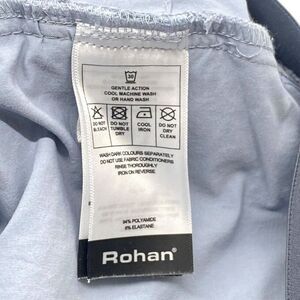 30
GENTLE ACTION
COOL MACHINE WASH
OR HAND WASH
DO NOT BLEACH
DO NOT TUMBLE DRY
COOL IRON
DO NOT DRY CLEAN
WASH DARK COLOURS SEPARATELY
DO NOT USE FABRIC CONDITIONERS
RINSE THOROUGHLY
IRON ON REVERSE
94% POLYAMIDE
6% ELASTANE
Rohan®